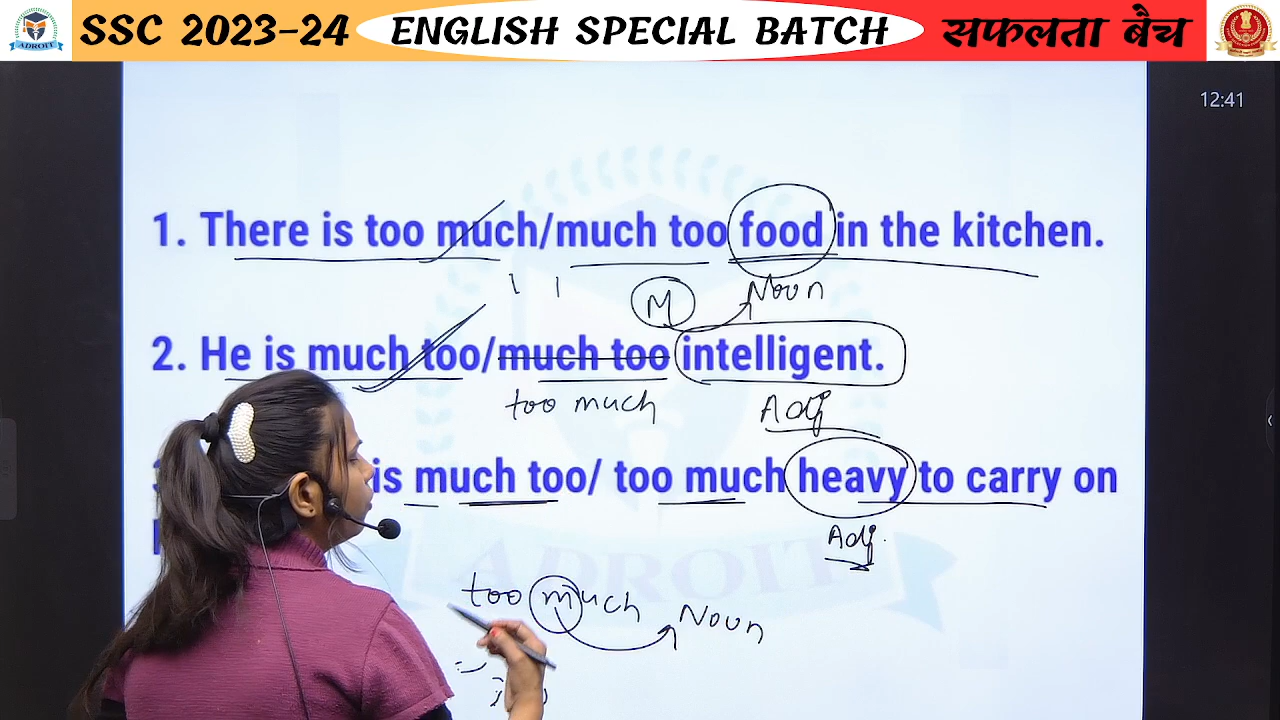 SSC 2023-24 ENGLISH SPECIAL BATCH सफलता बैच
ADROIT
12:41
1. There is too much/much too food in the kitchen.
M Noun
2. He is much too/much too intelligent.
too much Adj
is much too/ too much heavy to carry on
Adj.
ADROIT
too much Noun